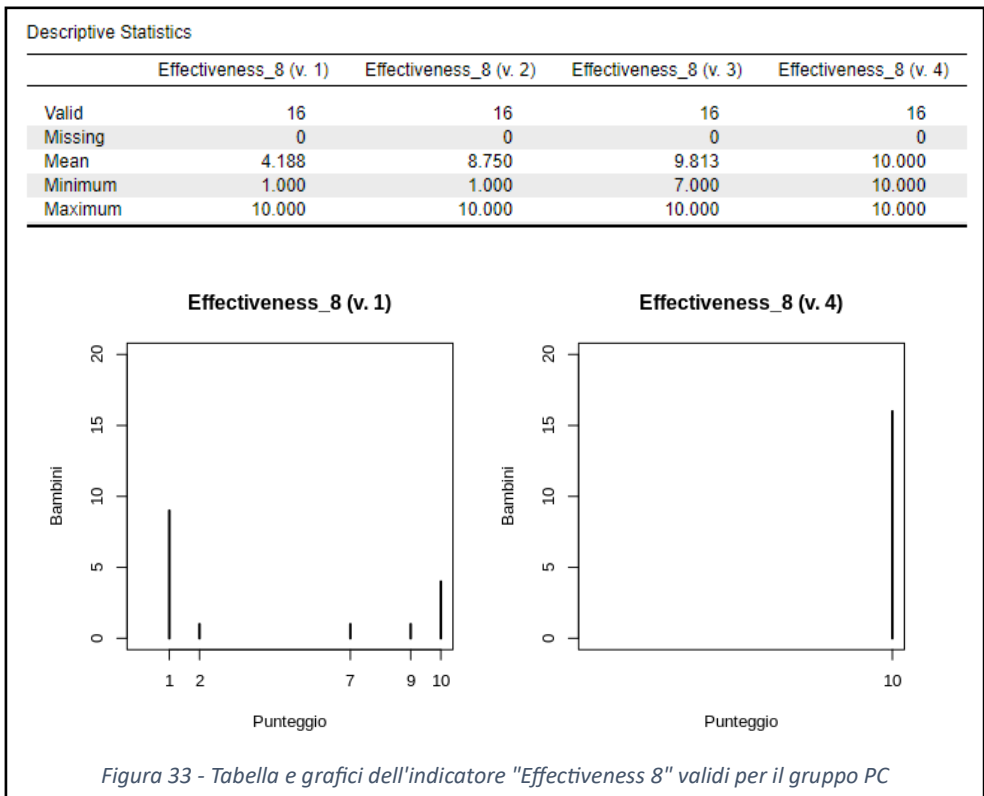 Descriptive Statistics
Effectiveness_8 (v. 1) Effectiveness_8 (v. 2) Effectiveness_8 (v. 3) Effectiveness_8 (v. 4)
Valid 16 16 16 16
Missing 0 0 0 0
Mean 4.188 8.750 9.813 10.000
Minimum 1.000 1.000 7.000 10.000
Maximum 10.000 10.000 10.000 10.000
Effectiveness_8 (v. 1)
20
15
10
5
0
Bambini
1 2 7 9 10
Punteggio
Effectiveness_8 (v. 4)
20
15
10
5
0
Bambini
10
Punteggio
Figura 33 - Tabella e grafici dell'indicatore "Effectiveness 8" validi per il gruppo PC